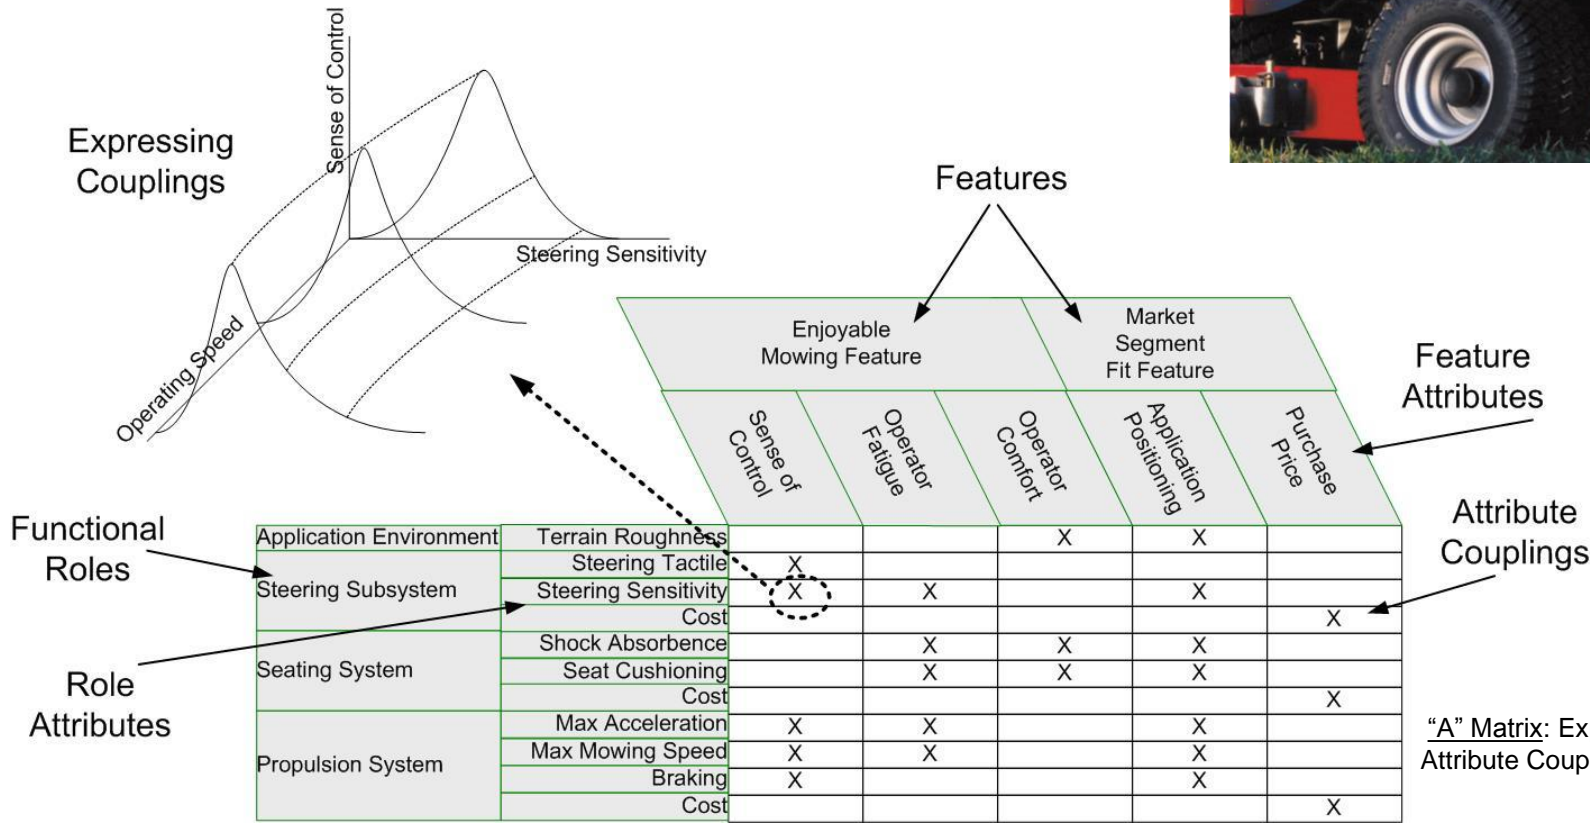 Expressing
Couplings
Sense of Control
Steering Sensitivity
Operating Speed
Features
Enjoyable
Mowing Feature
Market
Segment
Fit Feature
Feature
Attributes
Sense of
Control
Operator
Fatigue
Operator
Comfort
Application
Positioning
Purchase
Price
Functional
Roles
Attribute
Couplings
Application Environment Terrain Roughness X X
Steering Tactile X
Steering Subsystem Steering Sensitivity X X X
Cost X
Shock Absorbence X X X
Seating System Seat Cushioning X X X
Cost X
Role
Attributes
Max Acceleration X X X
Propulsion System Max Mowing Speed X X X
Braking X X
Cost X
"A" Matrix: Ex
Attribute Coup